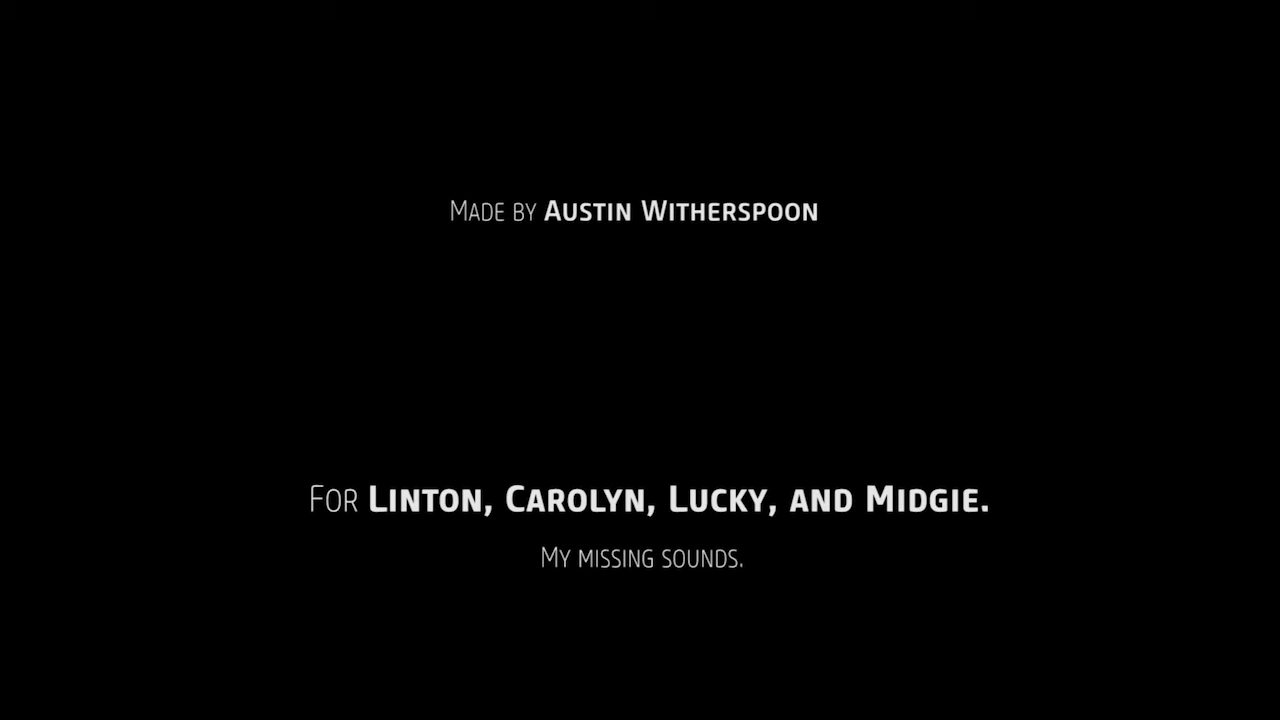 Made by Austin Witherspoon
For Linton, Carolyn, Lucky, and Midgie.
My missing sounds.